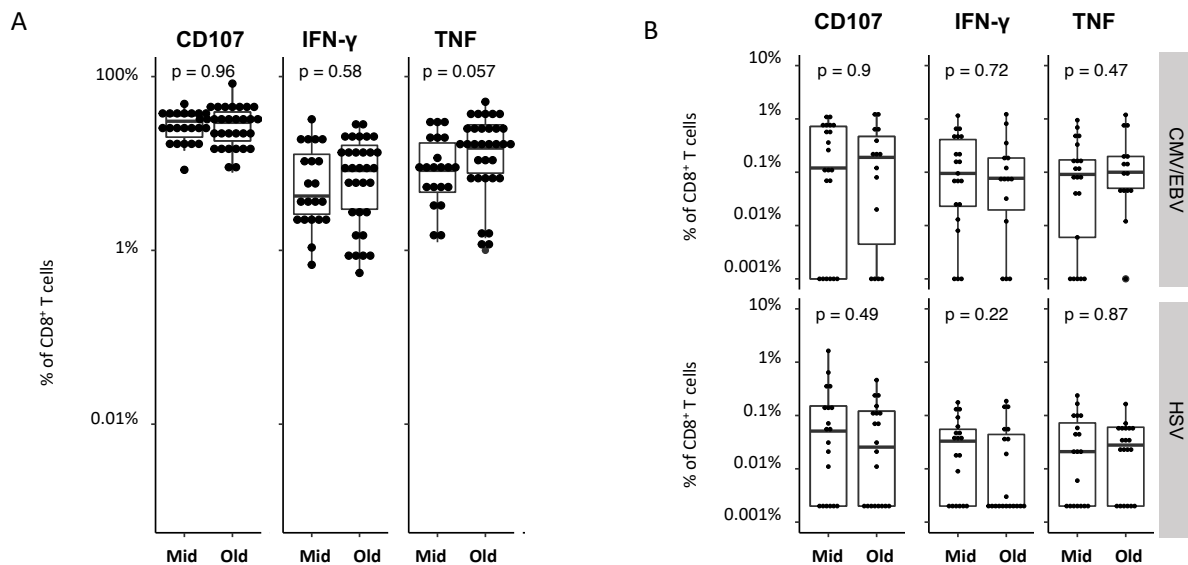 A
CD107 IFN-γ TNF
p = 0.96 p = 0.58 p = 0.057
100%
1%
0.01%
% of CD8⁺ T cells
Mid Old Mid Old Mid Old
B
CD107 IFN-γ TNF
10%
p = 0.9 p = 0.72 p = 0.47
1%
0.1%
0.01%
0.001%
% of CD8⁺ T cells
CMV/EBV
10%
p = 0.49 p = 0.22 p = 0.87
1%
0.1%
0.01%
0.001%
% of CD8⁺ T cells
HSV
Mid Old Mid Old Mid Old